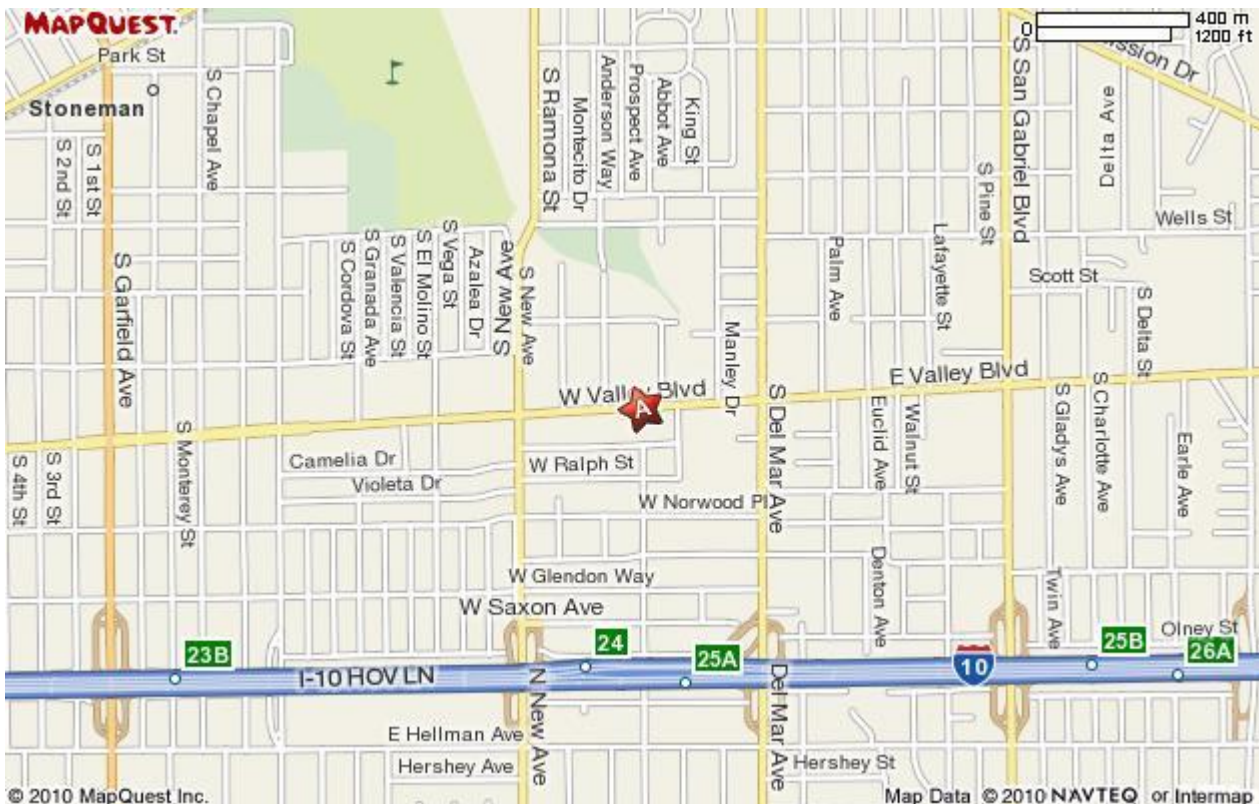 MAPQUEST.
0
400 m
1200 ft
Park St
Stoneman
S Chapel Ave
S 2nd St
S 1st St
S Ramona St
Montecito Dr
Anderson Way
Prospect Ave
Abbot Ave
King St
S San Gabriel Blvd
ission Dr
Delta Ave
S Pine St
Wells St
S Garfield Ave
S Cordova St
S Granada Ave
S Valencia St
S El Molino St
S Vega St
Azalea Dr
S New Ave
S New Ave
Palm Ave
Lafayette St
Scott St
S Delta St
Manley Dr
W Valley Blvd
A
E Valley Blvd
S Del Mar Ave
Euclid Ave
Walnut St
S Gladys Ave
S Charlotte Ave
Earle Ave
S 4th St
S 3rd St
S Monterey St
Camelia Dr
Violeta Dr
W Ralph St
W Norwood Pl
W Glendon Way
W Saxon Ave
Denton Ave
Twin Ave
Olney St
23B
24
25A
25B
26A
I-10 HOV LN
10
N New Ave
Del Mar Ave
E Hellman Ave
Hershey Ave
Hershey St
© 2010 MapQuest Inc.
Map Data © 2010 NAVTEQ or Intermap